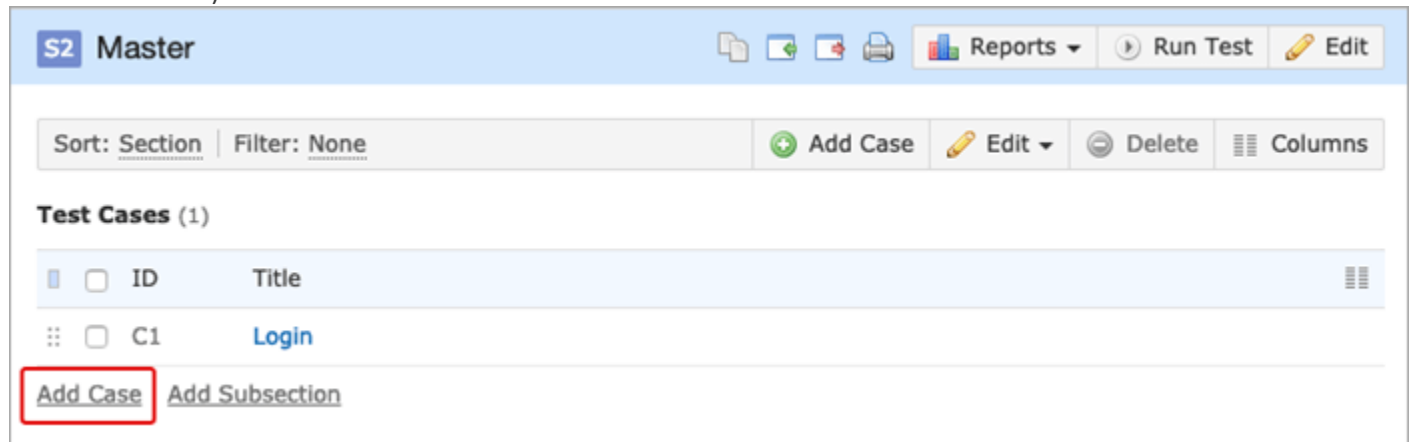 S2 Master Reports Run Test Edit
Sort: Section Filter: None Add Case Edit Delete Columns
Test Cases (1)
ID Title
C1 Login
Add Case Add Subsection